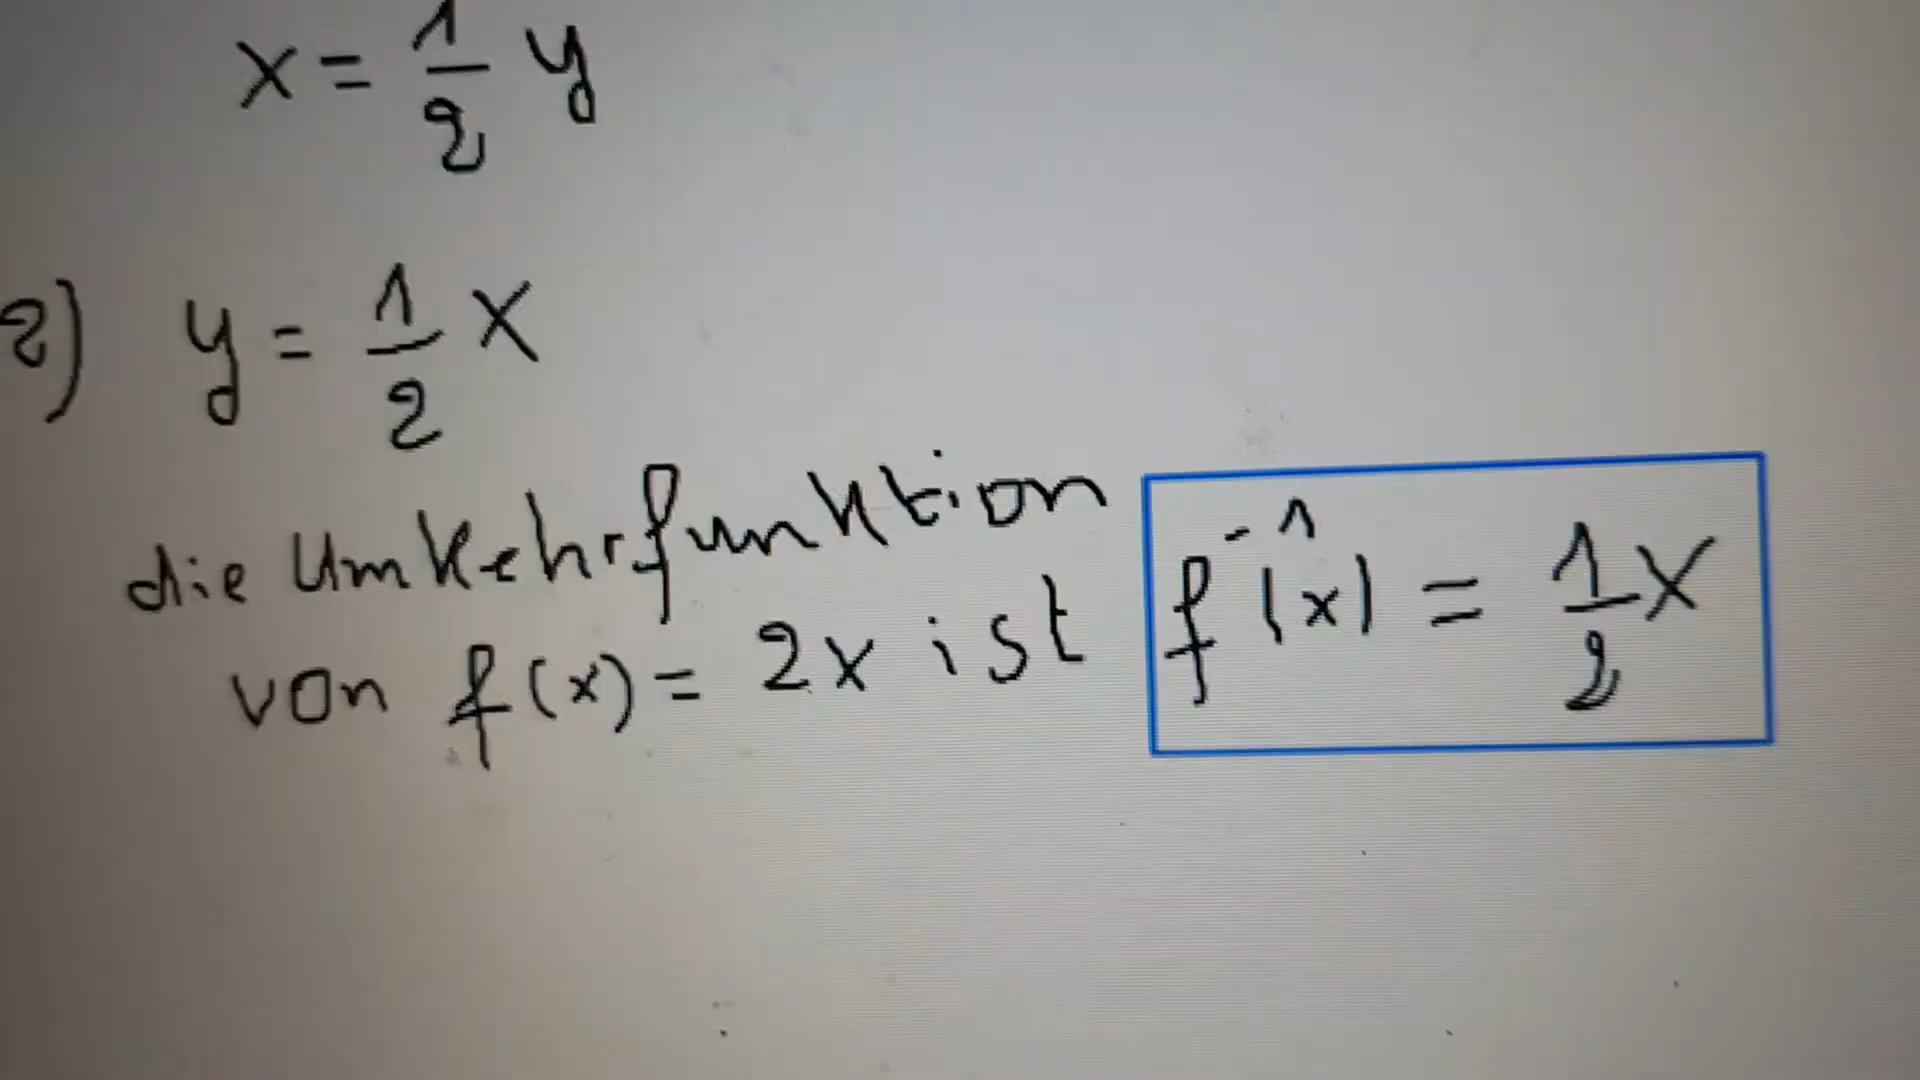 x = 1/2 y
2) y = 1/2 x
die Umkehrfunktion
von f(x) = 2x ist f⁻¹(x) = 1/2 x